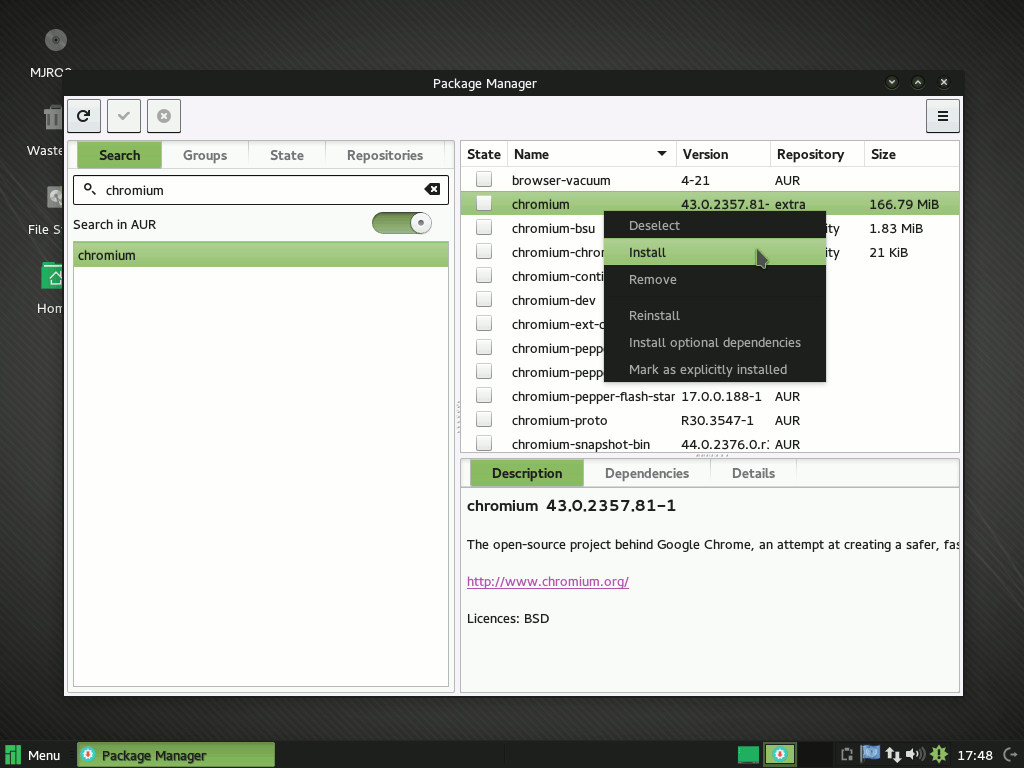 MJRO
Package Manager
Waste
File S
Hom
Search Groups State Repositories
chromium
Search in AUR
chromium
State Name Version Repository Size
browser-vacuum 4-21 AUR
chromium 43.0.2357.81- extra 166.79 MiB
chromium-bsu ity 1.83 MiB
chromium-chror ity 21 KiB
chromium-conti
chromium-dev
chromium-ext-c
chromium-peppe
chromium-peppe
chromium-pepper-flash-star 17.0.0.188-1 AUR
chromium-proto R30.3547-1 AUR
chromium-snapshot-bin 44.0.2376.0.r: AUR
Deselect
Install
Remove
Reinstall
Install optional dependencies
Mark as explicitly installed
Description Dependencies Details
chromium 43.0.2357.81-1
The open-source project behind Google Chrome, an attempt at creating a safer, fas
http://www.chromium.org/
Licences: BSD
Menu Package Manager 17:48